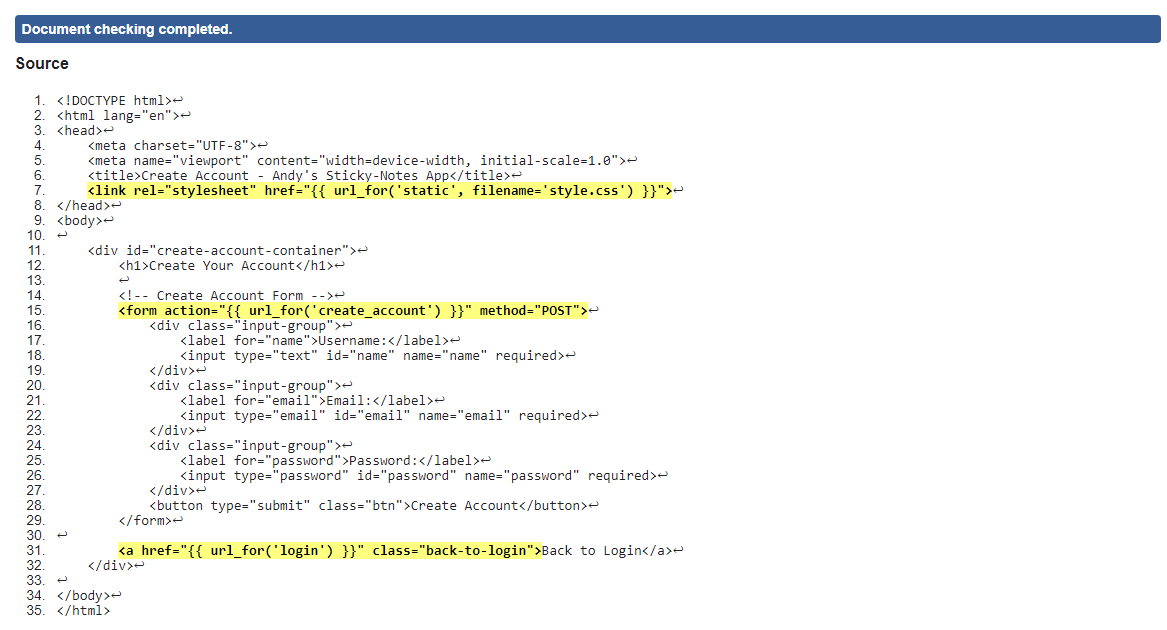 Document checking completed.
Source
1. <!DOCTYPE html>↩
2. <html lang="en">↩
3. <head>↩
4.     <meta charset="UTF-8">↩
5.     <meta name="viewport" content="width=device-width, initial-scale=1.0">↩
6.     <title>Create Account - Andy's Sticky-Notes App</title>↩
7.     <link rel="stylesheet" href="{{ url_for('static', filename='style.css') }}">↩
8. </head>↩
9. <body>↩
10. ↩
11.     <div id="create-account-container">↩
12.         <h1>Create Your Account</h1>↩
13.         ↩
14.         <!-- Create Account Form -->↩
15.         <form action="{{ url_for('create_account') }}" method="POST">↩
16.             <div class="input-group">↩
17.                 <label for="name">Username:</label>↩
18.                 <input type="text" id="name" name="name" required>↩
19.             </div>↩
20.             <div class="input-group">↩
21.                 <label for="email">Email:</label>↩
22.                 <input type="email" id="email" name="email" required>↩
23.             </div>↩
24.             <div class="input-group">↩
25.                 <label for="password">Password:</label>↩
26.                 <input type="password" id="password" name="password" required>↩
27.             </div>↩
28.             <button type="submit" class="btn">Create Account</button>↩
29.         </form>↩
30. ↩
31.         <a href="{{ url_for('login') }}" class="back-to-login">Back to Login</a>↩
32.     </div>↩
33. ↩
34. </body>↩
35. </html>